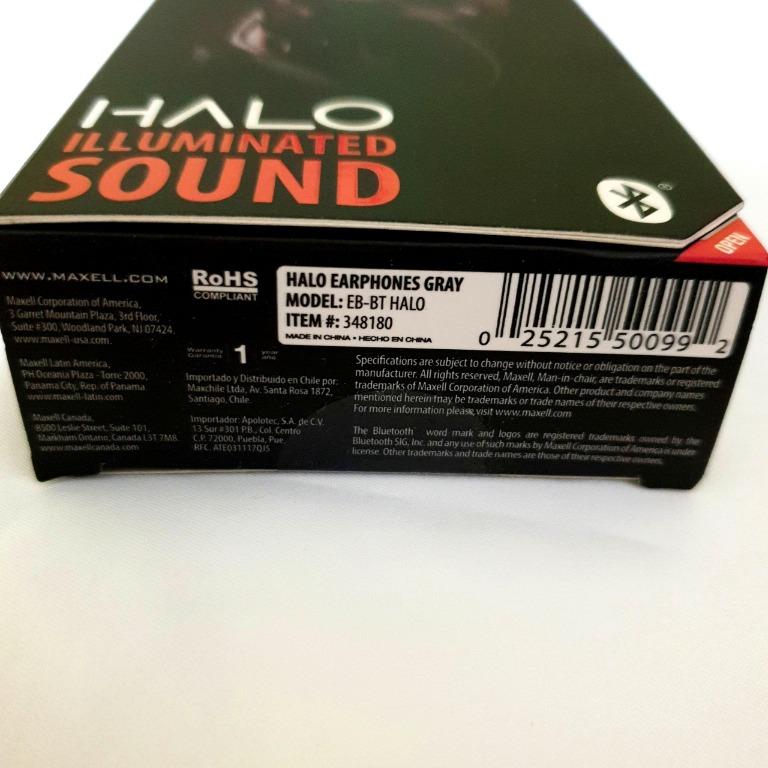 HALO
ILLUMINATED
SOUND
®
OPEN
WWW.MAXELL.COM
Maxell Corporation of America,
3 Garret Mountain Plaza, 3rd Floor,
Suite #300, Woodland Park, NJ 07424.
www.maxell-usa.com.
Maxell Latin America,
PH Oceania Plaza - Torre 2000,
Panama City, Rep. of Panama
www.maxell-latin.com
Maxell Canada,
8500 Leslie Street, Suite 101,
Markham Ontario, Canada L3T 7M8
www.maxellcanada.com
RoHS
COMPLIANT
Warranty
Garantía
1
year
año
Importado y Distribuido en Chile por:
Maxchile Ltda, Av. Santa Rosa 1872,
Santiago, Chile.
Importador: Apolotec, S.A. de C.V.
13 Sur #301 P.B., Col. Centro
C.P. 72000, Puebla, Pue.
RFC. ATE031117QJ5
HALO EARPHONES GRAY
MODEL: EB-BT HALO
ITEM #: 348180
MADE IN CHINA • HECHO EN CHINA
0 25215 50099 2
Specifications are subject to change without notice or obligation on the part of the
manufacturer. All rights reserved, Maxell, Man-in-chair, are trademarks or registered
trademarks of Maxell Corporation of America. Other product and company names
mentioned herein may be trademarks or trade names of their respective owners.
For more information please visit www.maxell.com
The Bluetooth word mark and logos are registered trademarks owned by the
Bluetooth SIG, Inc. and any use of such marks by Maxell Corporation of America is under
license. Other trademarks and trade names are those of their respective owners.